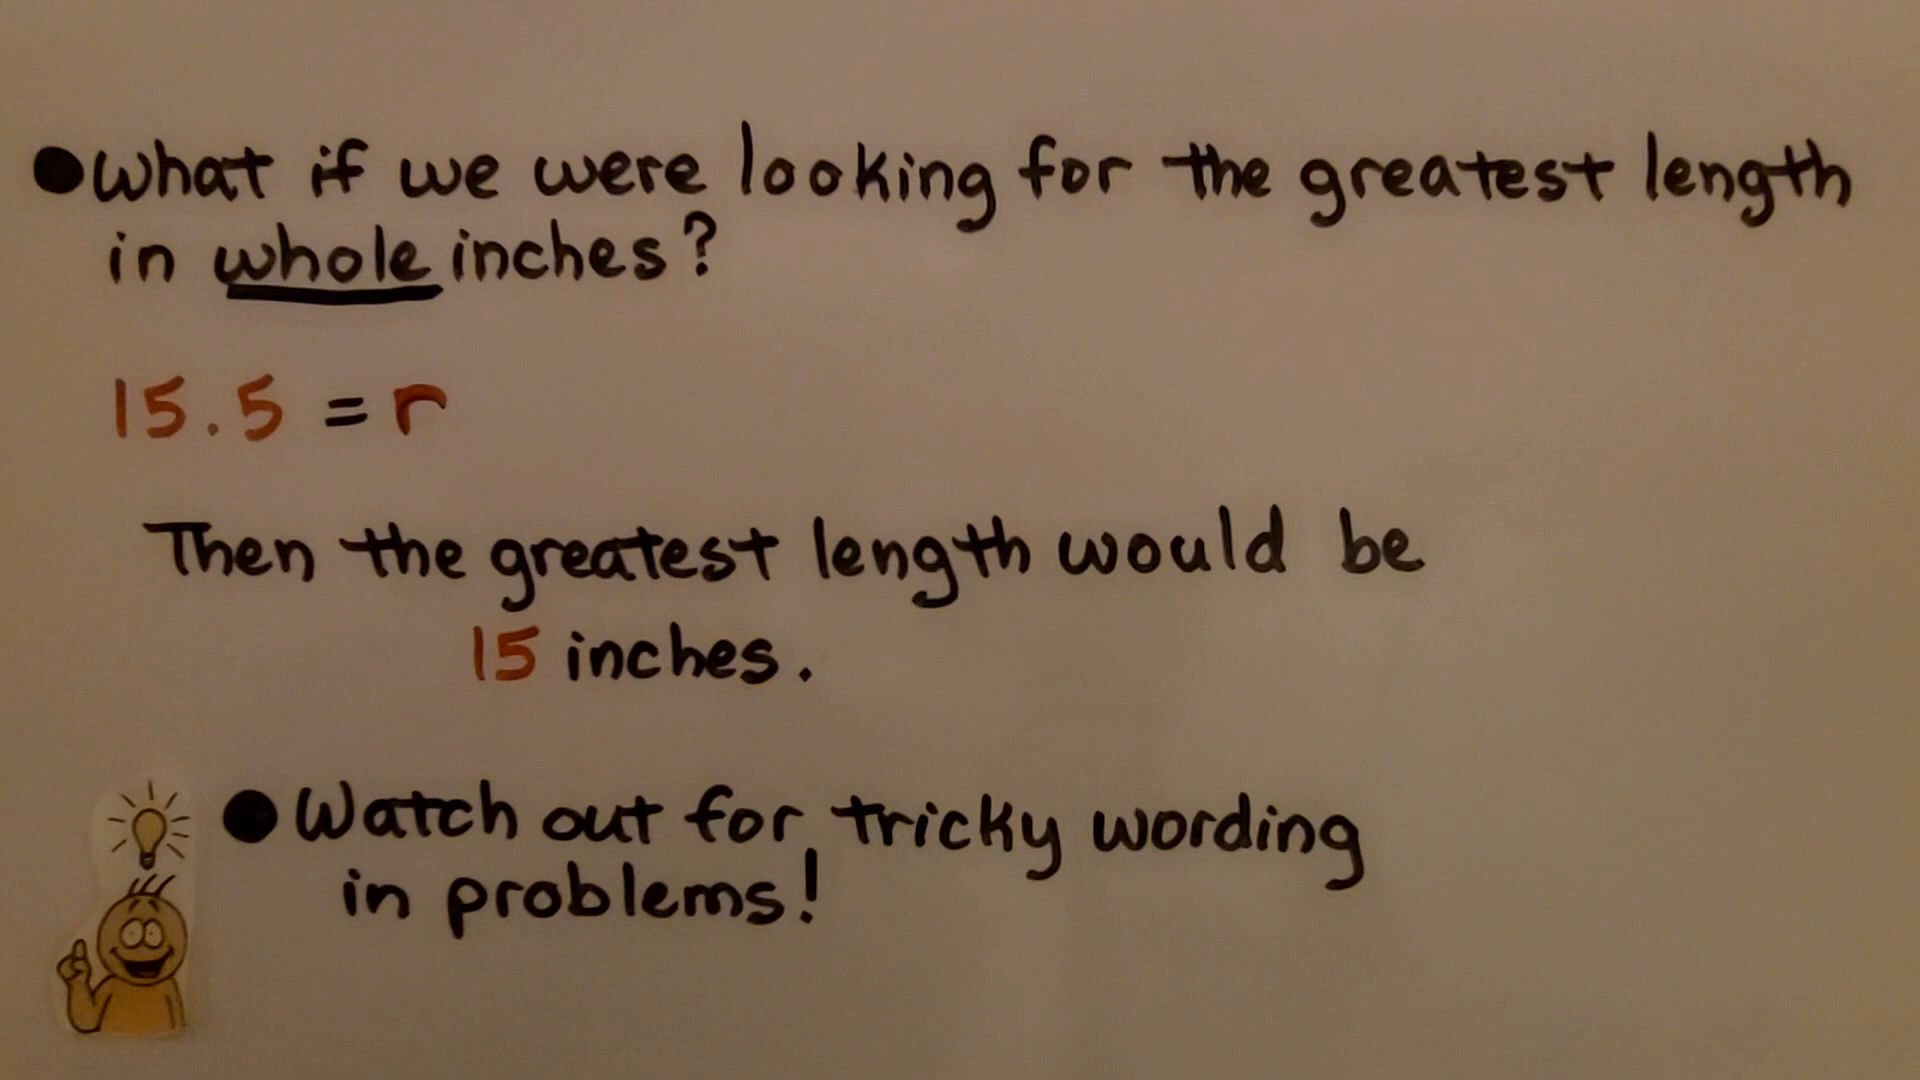 ●What if we were looking for the greatest length
in whole inches?
15.5 = r
Then the greatest length would be
15 inches.
●Watch out for tricky wording
in problems!